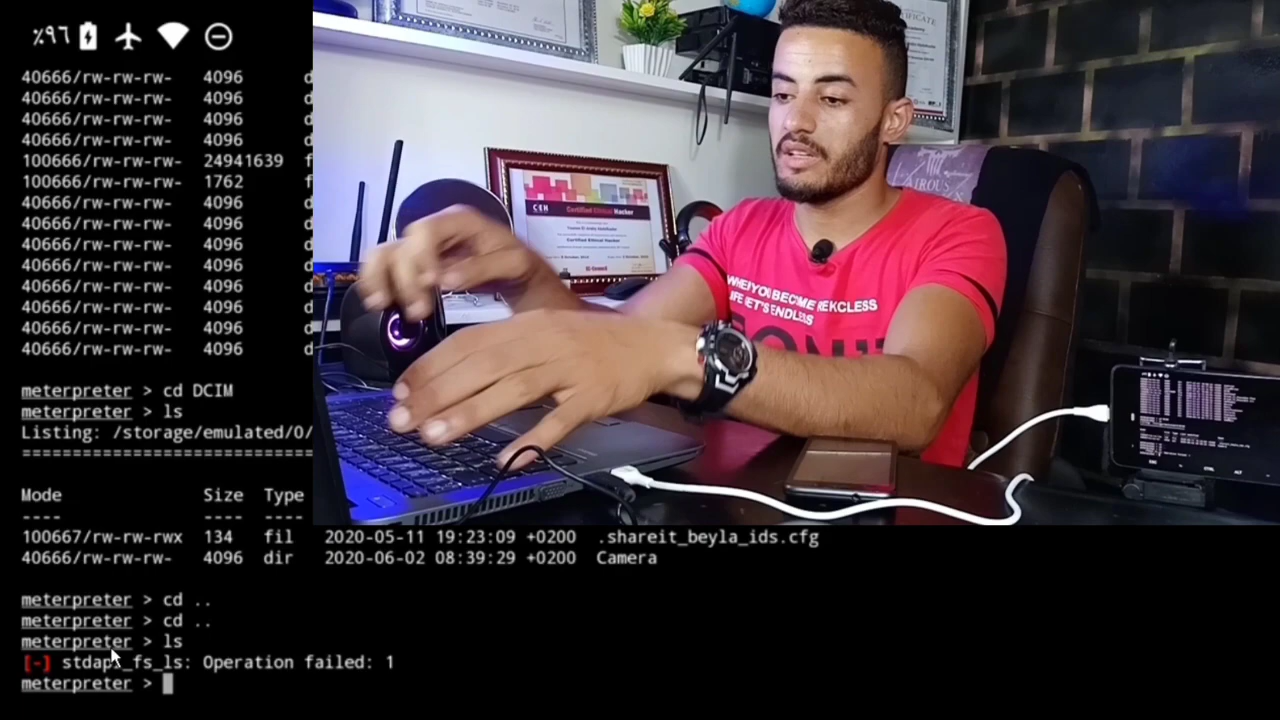 ٪٩٦
40666/rw-rw-rw-   4096   d
40666/rw-rw-rw-   4096   d
40666/rw-rw-rw-   4096   d
40666/rw-rw-rw-   4096   d
100666/rw-rw-rw-  24941639  f
100666/rw-rw-rw-  1762   f
40666/rw-rw-rw-   4096   d
40666/rw-rw-rw-   4096   d
40666/rw-rw-rw-   4096   d
40666/rw-rw-rw-   4096   d
40666/rw-rw-rw-   4096   d
40666/rw-rw-rw-   4096   d
40666/rw-rw-rw-   4096   d
40666/rw-rw-rw-   4096   d
meterpreter > cd DCIM
meterpreter > ls
Listing: /storage/emulated/0/
==============================
Mode   Size   Type
----   ----   ----
100667/rw-rw-rwx  134   fil   2020-05-11 19:23:09 +0200  .shareit_beyla_ids.cfg
40666/rw-rw-rw-   4096  dir   2020-06-02 08:39:29 +0200  Camera
meterpreter > cd ..
meterpreter > cd ..
meterpreter > ls
[-] stdapi_fs_ls: Operation failed: 1
meterpreter >
CEH
Certified Ethical Hacker
Certified Ethical Hacker
WHEN YOU BECOME REKCLESS
LIFE GET'S ENDLESS